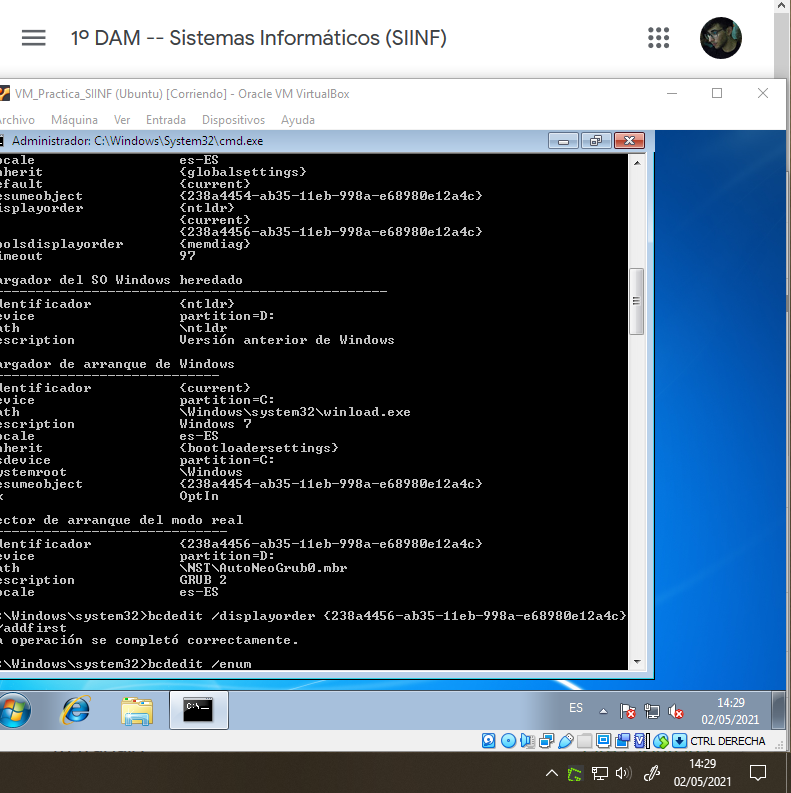 1º DAM -- Sistemas Informáticos (SIINF)
VM_Practica_SIINF (Ubuntu) [Corriendo] - Oracle VM VirtualBox
rchivo Máquina Ver Entrada Dispositivos Ayuda
Administrador: C:\Windows\System32\cmd.exe
ocale es-ES
nherit {globalsettings}
efault {current}
esumeobject {238a4454-ab35-11eb-998a-e68980e12a4c}
isplayorder {ntldr}
{current}
{238a4456-ab35-11eb-998a-e68980e12a4c}
oolsdisplayorder {memdiag}
imeout 97
argador del SO Windows heredado
---------------------------------------------------
dentificador {ntldr}
evice partition=D:
ath \ntldr
escription Versión anterior de Windows
argador de arranque de Windows
------------------------------
dentificador {current}
evice partition=C:
ath \Windows\system32\winload.exe
escription Windows 7
ocale es-ES
nherit {bootloadersettings}
sdevice partition=C:
ystemroot \Windows
esumeobject {238a4454-ab35-11eb-998a-e68980e12a4c}
x OptIn
ector de arranque del modo real
-------------------------------
dentificador {238a4456-ab35-11eb-998a-e68980e12a4c}
evice partition=D:
ath \NST\AutoNeoGrub0.mbr
escription GRUB 2
ocale es-ES
:\Windows\system32>bcdedit /displayorder {238a4456-ab35-11eb-998a-e68980e12a4c}
/addfirst
a operación se completó correctamente.
:\Windows\system32>bcdedit /enum
ES
14:29
02/05/2021
CTRL DERECHA
14:29
02/05/2021